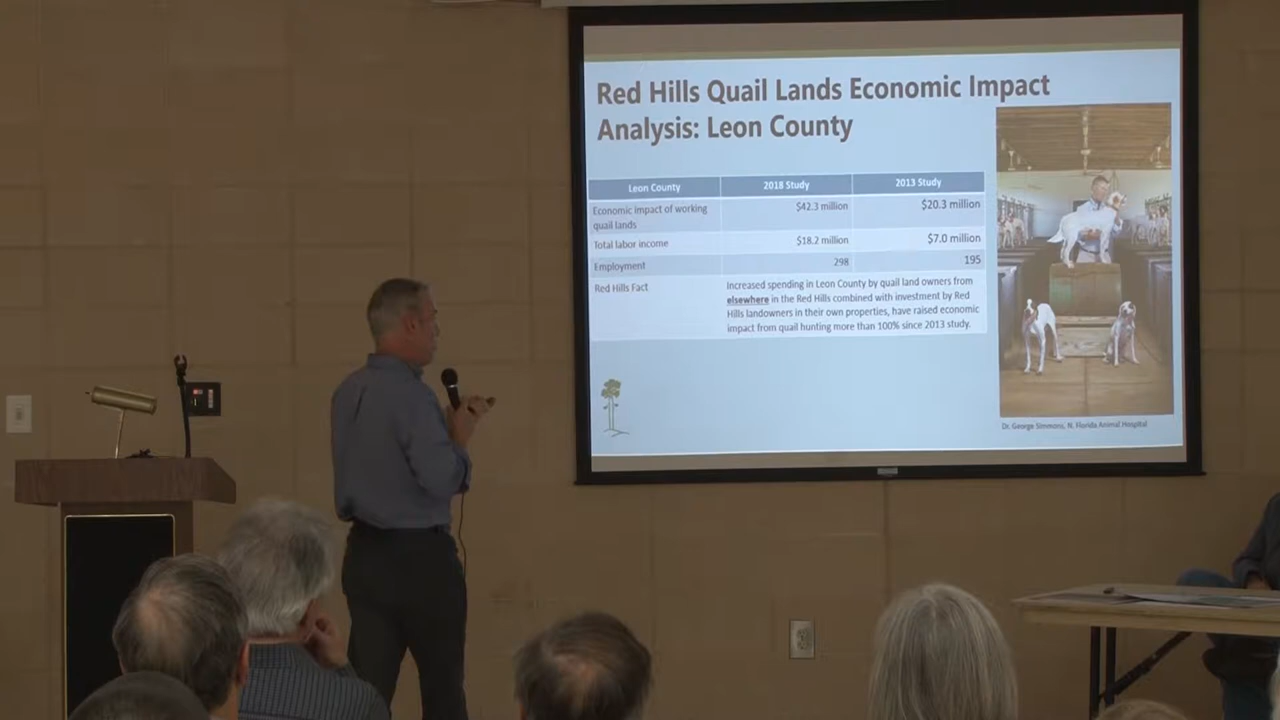 Red Hills Quail Lands Economic Impact
Analysis: Leon County
Leon County 2018 Study 2013 Study
Economic impact of working quail lands $42.3 million $20.3 million
Total labor income $18.2 million $7.0 million
Employment 298 195
Red Hills Fact Increased spending in Leon County by quail land owners from
elsewhere in the Red Hills combined with investment by Red
Hills landowners in their own properties, have raised economic
impact from quail hunting more than 100% since 2013 study.
Dr. George Simmons, N. Florida Animal Hospital